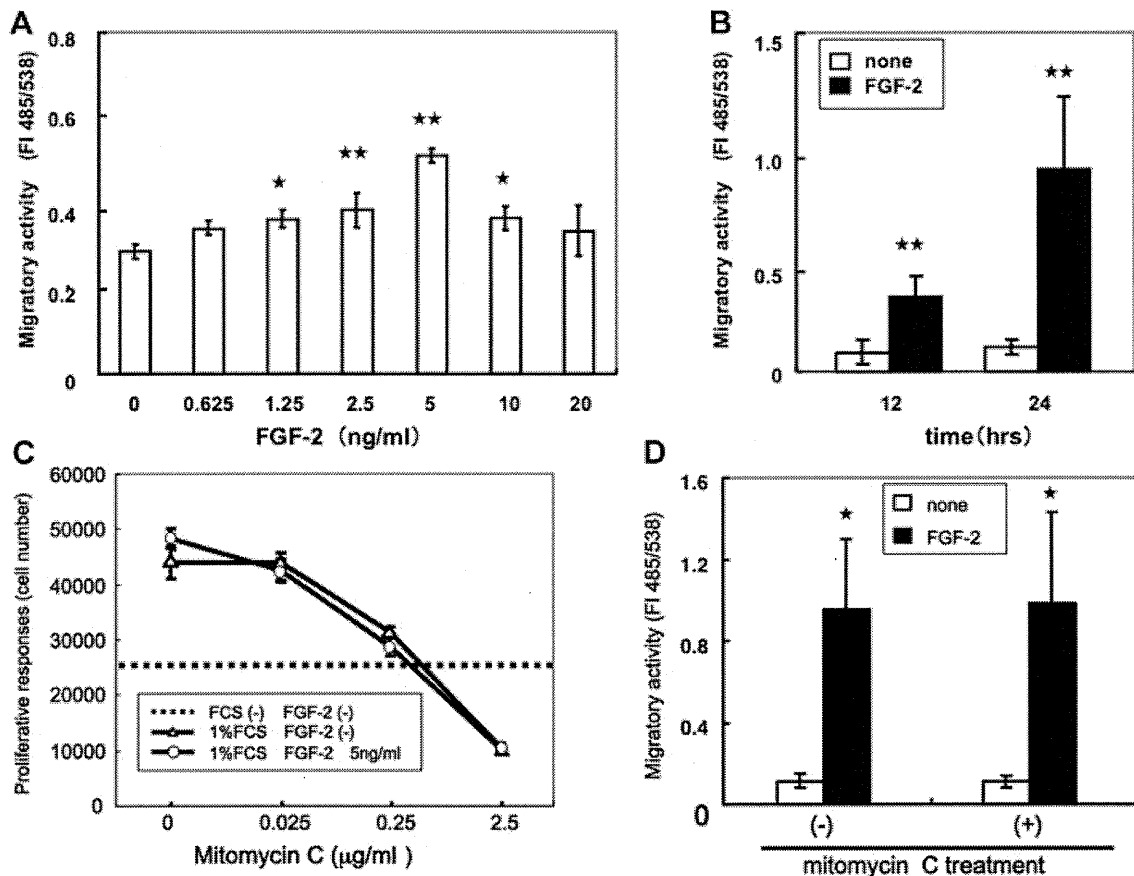 A
0.8
0.6
0.4
0.2
0
Migratory activity (FI 485/538)
★
★★
★★
★
0 0.625 1.25 2.5 5 10 20
FGF-2 (ng/ml)
B
1.5
1.0
0.5
0
Migratory activity (FI 485/538)
none
FGF-2
★★
★★
12 24
time(hrs)
C
60000
50000
40000
30000
20000
10000
0
Proliferative responses (cell number)
FCS (-) FGF-2 (-)
1%FCS FGF-2 (-)
1%FCS FGF-2 5ng/ml
0 0.025 0.25 2.5
Mitomycin C (μg/ml)
D
1.6
1.2
0.8
0.4
0
Migratory activity (FI 485/538)
none
FGF-2
★
★
(-) (+)
mitomycin C treatment